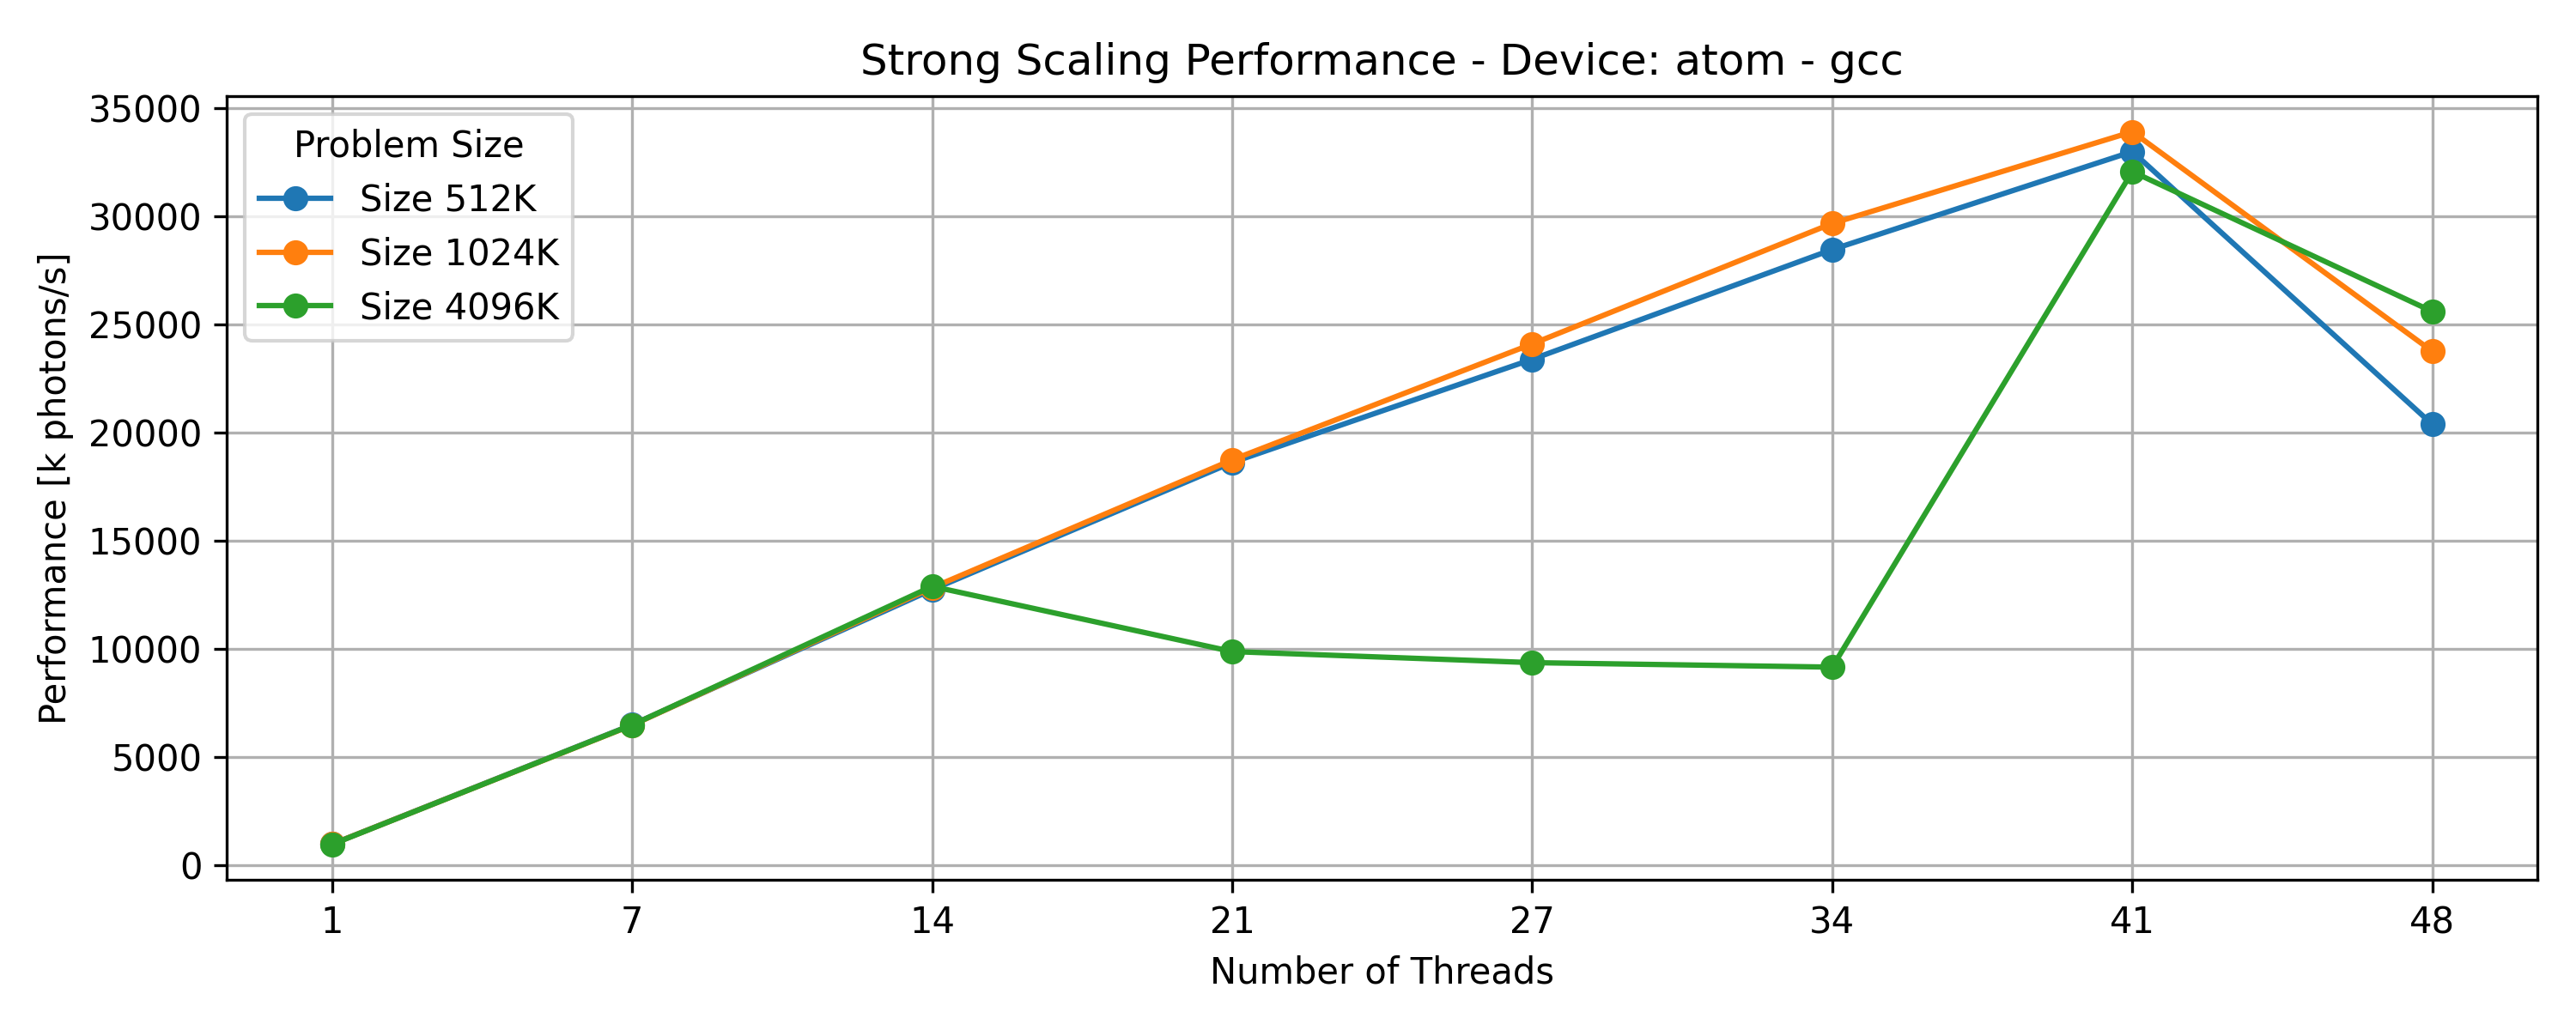 Strong Scaling Performance - Device: atom - gcc
Performance [k photons/s]
35000
30000
25000
20000
15000
10000
5000
0
Problem Size
Size 512K
Size 1024K
Size 4096K
1 7 14 21 27 34 41 48
Number of Threads